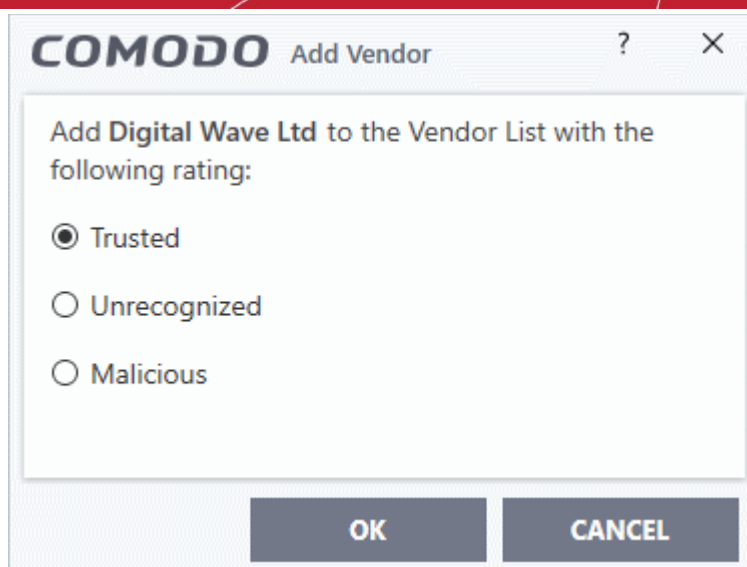 COMODO Add Vendor ? X
Add Digital Wave Ltd to the Vendor List with the
following rating:
Trusted
Unrecognized
Malicious
OK CANCEL